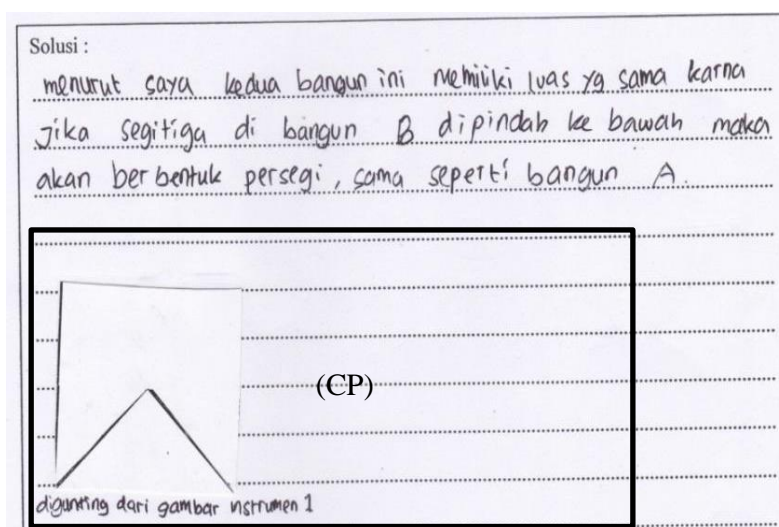 Solusi :
menurut saya kedua bangun ini memiliki luas yg sama karna
Jika segitiga di bangun B dipindah ke bawah maka
akan berbentuk persegi, sama seperti bangun A.
(CP)
digunting dari gambar instrumen 1